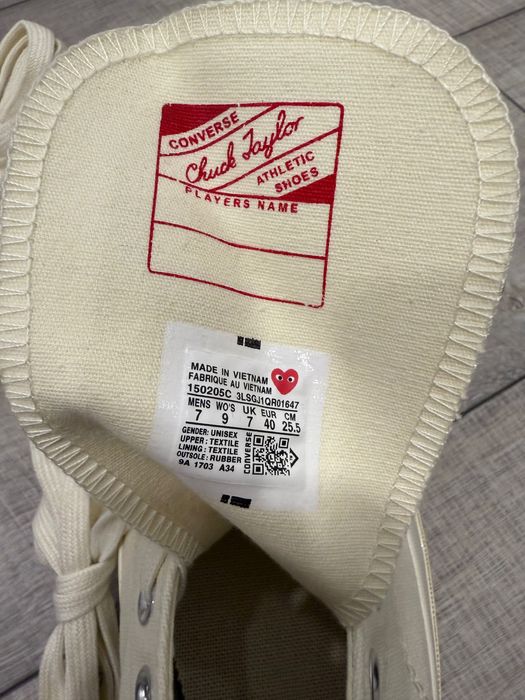 CONVERSE
Chuck Taylor
ATHLETIC
SHOES
PLAYERS NAME
MADE IN VIETNAM
FABRIQUE AU VIETNAM
150205C 3LSGJ1QR01647
MENS WO'S UK EUR CM
7 9 7 40 25.5
GENDER: UNISEX
UPPER : TEXTILE
LINING : TEXTILE
OUTSOLE : RUBBER
9A 1703 A34
CONVERSE